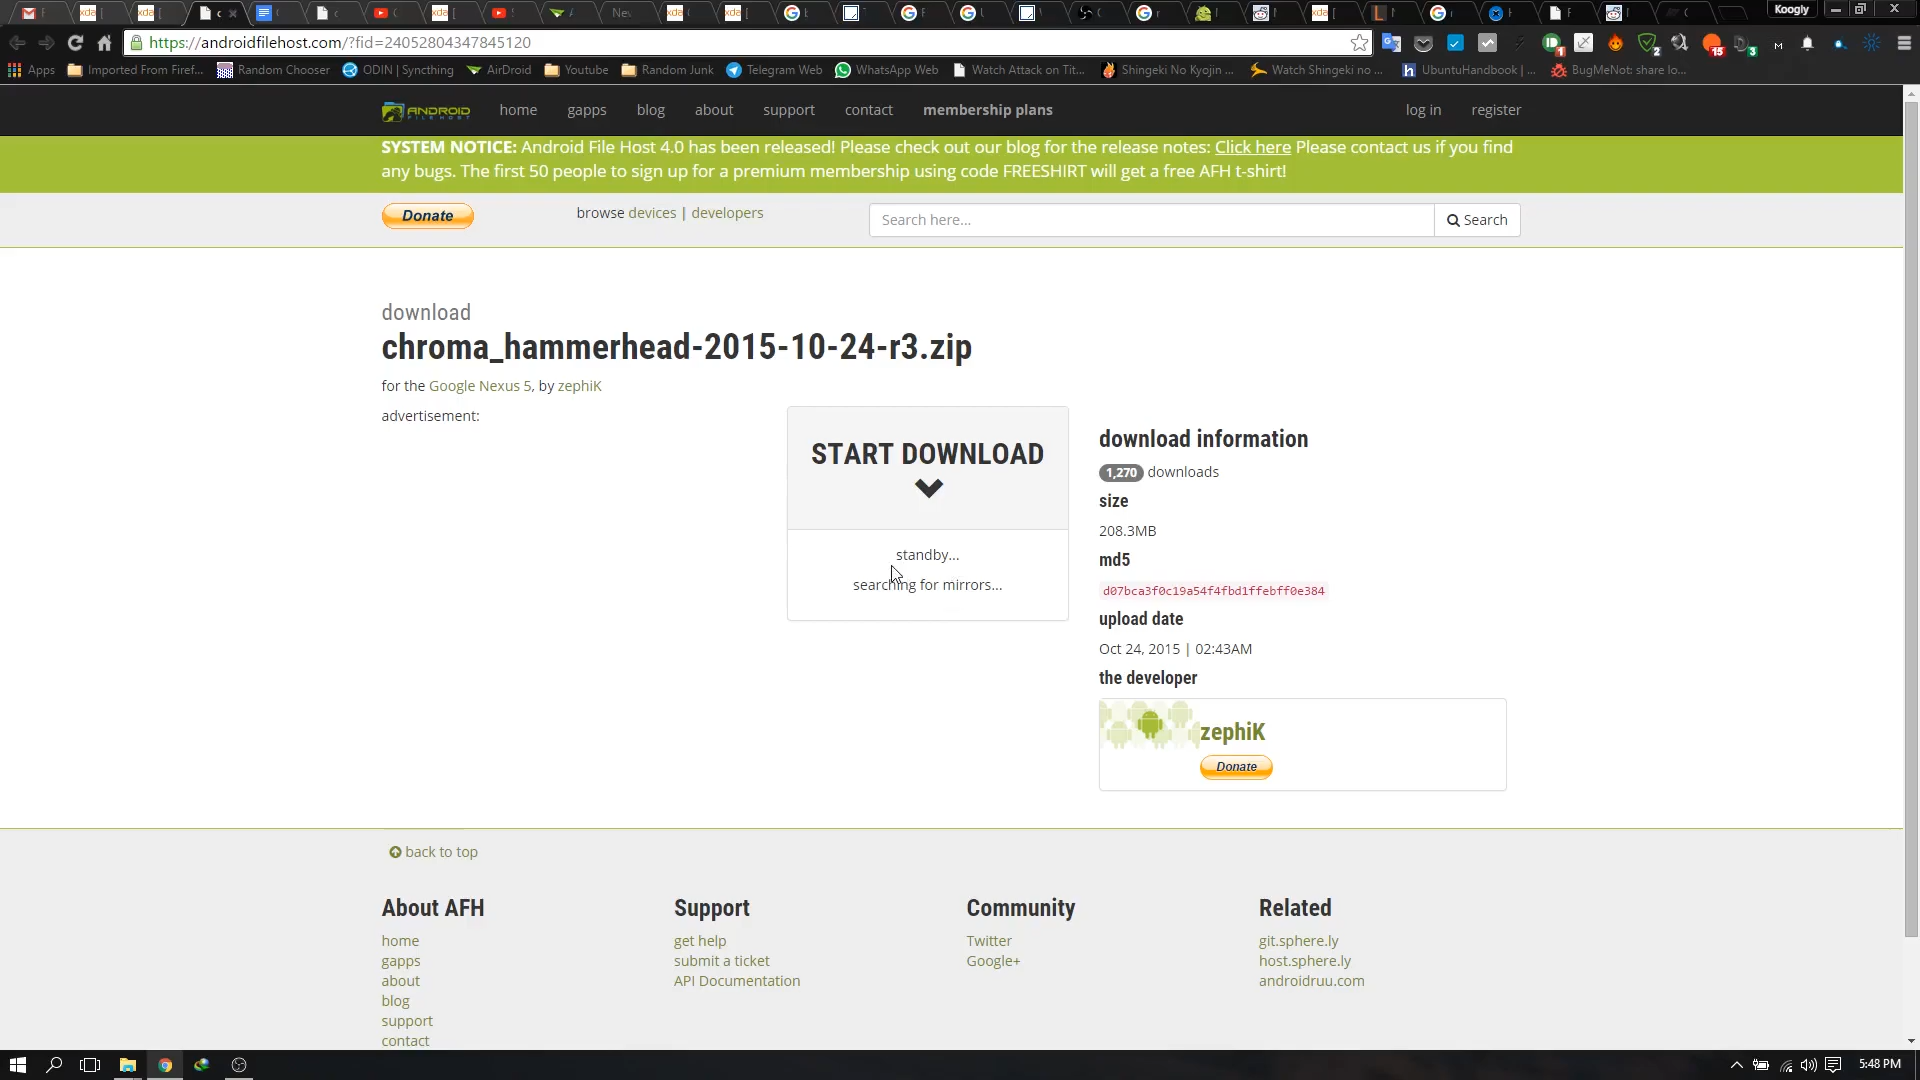 Koogly
https://androidfilehost.com/?fid=24052804347845120
Apps
Imported From Firef...
Random Chooser
ODIN | Syncthing
AirDroid
Youtube
Random Junk
Telegram Web
WhatsApp Web
Watch Attack on Tit...
Shingeki No Kyojin ...
Watch Shingeki no ...
UbuntuHandbook | ...
BugMeNot: share lo...
ANDROID
FILE HOST
home
gapps
blog
about
support
contact
membership plans
log in
register
SYSTEM NOTICE: Android File Host 4.0 has been released! Please check out our blog for the release notes: Click here Please contact us if you find
any bugs. The first 50 people to sign up for a premium membership using code FREESHIRT will get a free AFH t-shirt!
Donate
browse devices | developers
Search here...
Search
download
chroma_hammerhead-2015-10-24-r3.zip
for the Google Nexus 5, by zephiK
advertisement:
START DOWNLOAD
standby...
searching for mirrors...
download information
1,270 downloads
size
208.3MB
md5
d07bca3f0c19a54f4fbd1ffebff0e384
upload date
Oct 24, 2015 | 02:43AM
the developer
zephiK
Donate
back to top
About AFH
home
gapps
about
blog
support
contact
Support
get help
submit a ticket
API Documentation
Community
Twitter
Google+
Related
git.sphere.ly
host.sphere.ly
androidruu.com
5:48 PM